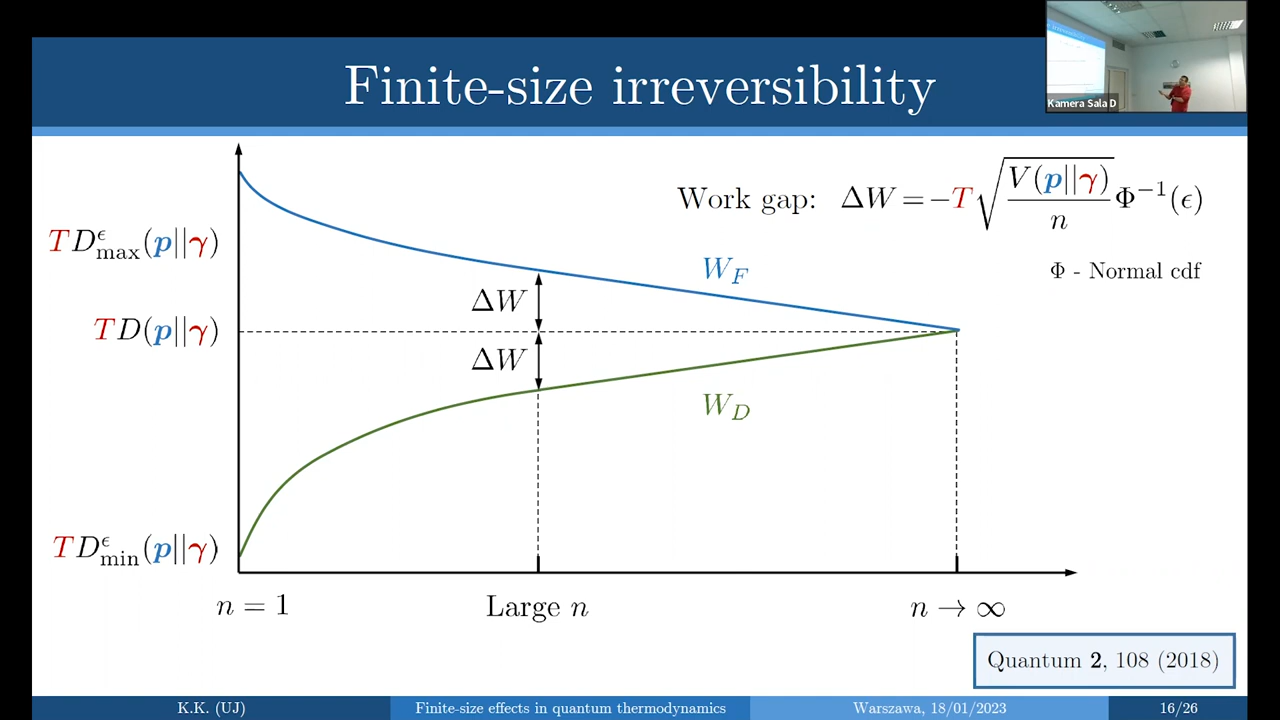 Finite-size irreversibility
Kamera Sala D
Work gap: ΔW = −T√(V(p||γ)/n) Φ⁻¹(ϵ)
Φ - Normal cdf
TD^ϵ_max(p||γ)
W_F
ΔW
TD(p||γ)
ΔW
W_D
TD^ϵ_min(p||γ)
n = 1
Large n
n → ∞
Quantum 2, 108 (2018)
K.K. (UJ)
Finite-size effects in quantum thermodynamics
Warszawa, 18/01/2023
16/26